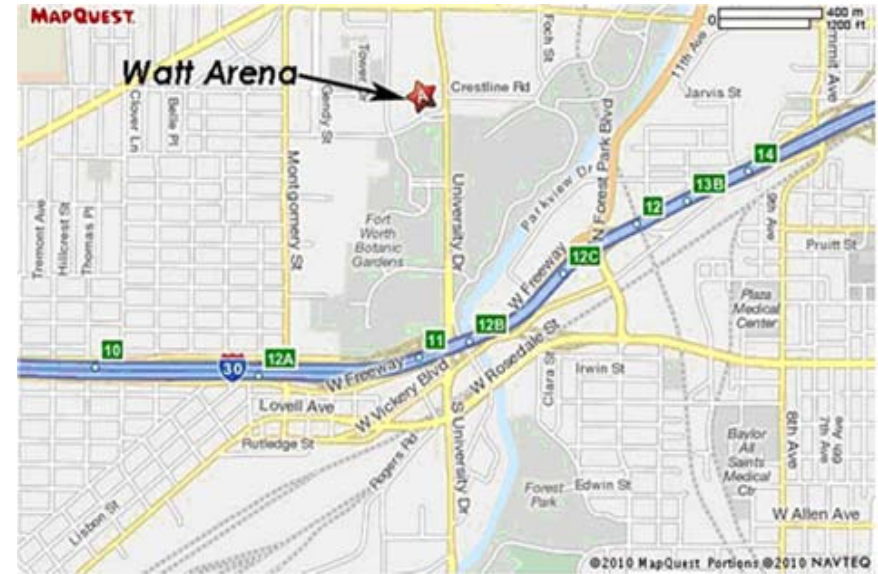 MAPQUEST
400 m
0
1200 ft
Watt Arena
A
Crestline Rd
Tower Dr
Gendy St
Foch St
11th Ave
Jarvis St
Summit Ave
Clover Ln
Belle Pl
Montgomery St
University Dr
Parkview Dr
N Forest Park Blvd
14
13B
12
12C
Tremont Ave
Hillcrest St
Thomas Pl
Fort
Worth
Botanic
Gardens
9th Ave
Pruitt St
W Freeway
Plaza
Medical
Center
10
30
12A
11
12B
W Freeway
W Vickery Blvd
W Rosedale St
Clara St
Irwin St
Lovell Ave
Rutledge St
Rogers Rd
S University Dr
Lisbon St
Baylor
All
Saints
Medical
Ctr
8th Ave
7th Ave
6th Ave
Forest
Park
Edwin St
W Allen Ave
©2010 MapQuest Portions ©2010 NAVTEQ